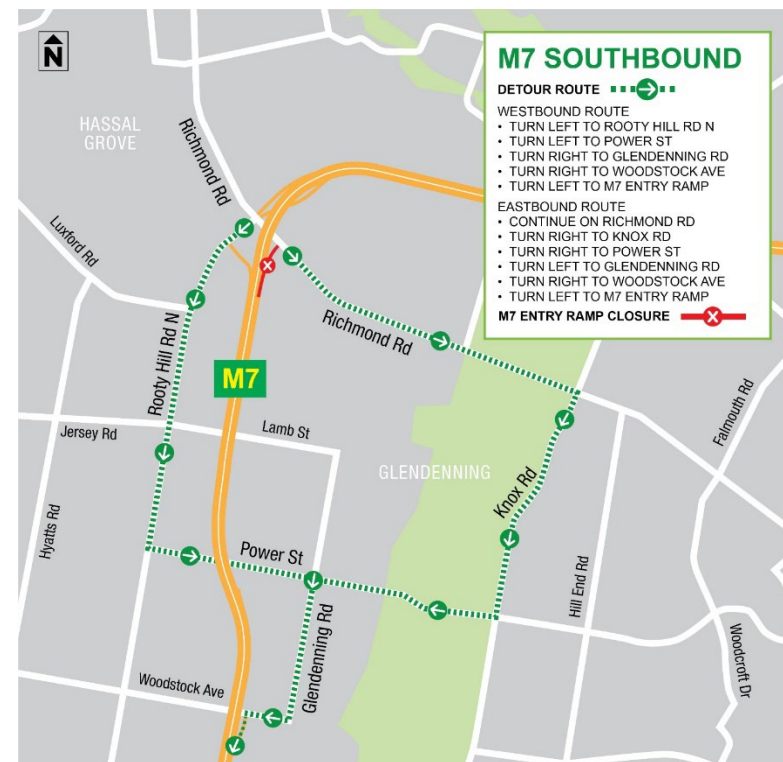 N
HASSAL
GROVE
Richmond Rd
Luxford Rd
M7 SOUTHBOUND
DETOUR ROUTE
WESTBOUND ROUTE
• TURN LEFT TO ROOTY HILL RD N
• TURN LEFT TO POWER ST
• TURN RIGHT TO GLENDENNING RD
• TURN RIGHT TO WOODSTOCK AVE
• TURN LEFT TO M7 ENTRY RAMP
EASTBOUND ROUTE
• CONTINUE ON RICHMOND RD
• TURN RIGHT TO KNOX RD
• TURN RIGHT TO POWER ST
• TURN LEFT TO GLENDENNING RD
• TURN RIGHT TO WOODSTOCK AVE
• TURN LEFT TO M7 ENTRY RAMP
M7 ENTRY RAMP CLOSURE
Richmond Rd
Rooty Hill Rd N
M7
Falmouth Rd
Jersey Rd
Lamb St
GLENDENNING
Knox Rd
Hyatts Rd
Power St
Hill End Rd
Glendenning Rd
Woodcroft Dr
Woodstock Ave